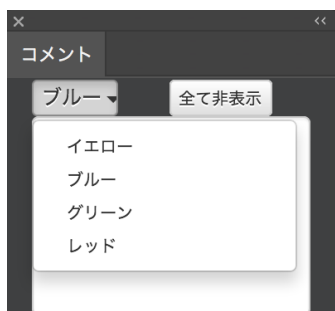 コメント
ブルー 全て非表示
イエロー
ブルー
グリーン
レッド